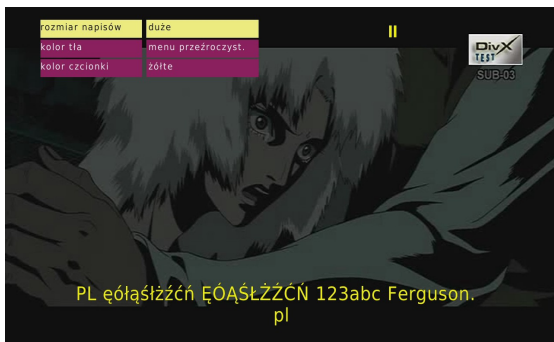 rozmiar napisów duże
kolor tła menu przeźroczyst.
kolor czcionki żółte
DivX
TEST
SUB-03
PL ęółąśłżźćń ĘÓĄŚŁŻŹĆŃ 123abc Ferguson.
pl